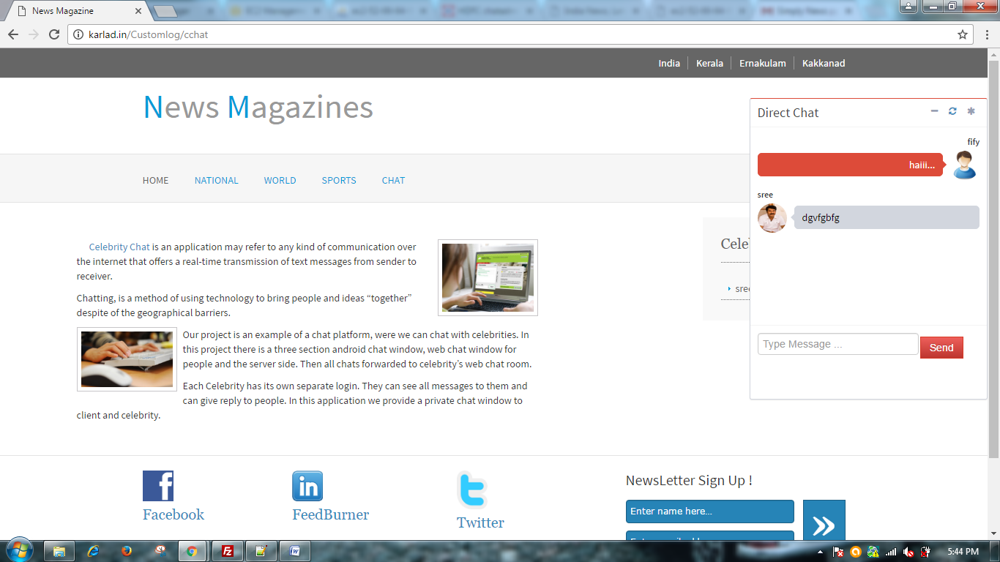 News Magazine
karlad.in/Customlog/cchat
India Kerala Ernakulam Kakkanad
News Magazines
Direct Chat
fify
haiii...
HOME NATIONAL WORLD SPORTS CHAT
sree
dgvfgbfg
Celebrity Chat is an application may refer to any kind of communication over
the internet that offers a real-time transmission of text messages from sender to
receiver.
Chatting, is a method of using technology to bring people and ideas “together”
despite of the geographical barriers.
Our project is an example of a chat platform, were we can chat with celebrities. In
this project there is a three section android chat window, web chat window for
people and the server side. Then all chats forwarded to celebrity’s web chat room.
Each Celebrity has its own separate login. They can see all messages to them and
can give reply to people. In this application we provide a private chat window to
client and celebrity.
Type Message ...
Send
Facebook
FeedBurner
Twitter
NewsLetter Sign Up !
Enter name here...
5:44 PM